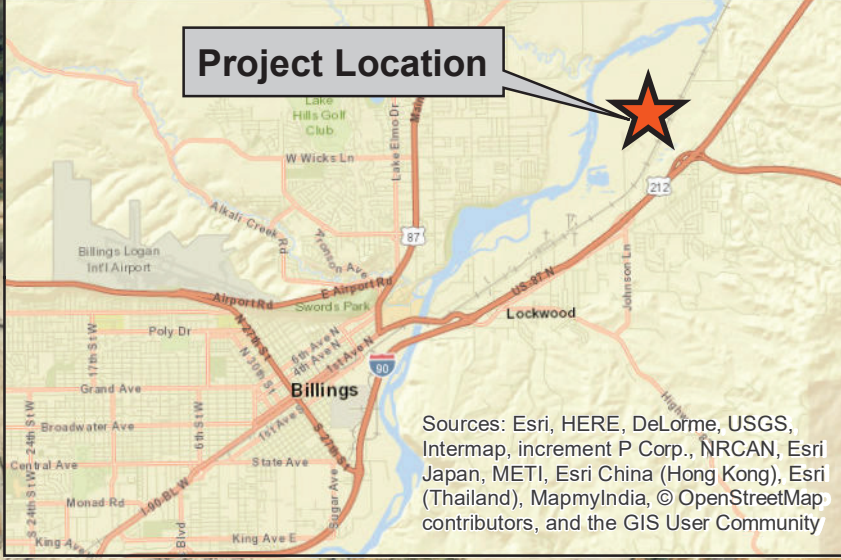 Project Location
Lake
Hills Golf
Club
Lake Elmo Dr
Main
W Wicks Ln
212
Alkali Creek Rd
87
Billings Logan
Int'l Airport
Fronson Ave
E Airport Rd
Airport Rd
Swords Park
US-87 N
Johnson Ln
Lockwood
Poly Dr
N 27th St
N 30th St
6th Ave N
4th Ave N
1st Ave N
90
17th St W
Grand Ave
Billings
6th St W
1st Ave S
S 27th St
Highway 8
Broadwater Ave
S 24th St W
24th St W
Central Ave
State Ave
Sugar Ave
Monad Rd
I-90-BL W
Blvd
King Ave
King Ave E
Sources: Esri, HERE, DeLorme, USGS,
Intermap, increment P Corp., NRCAN, Esri
Japan, METI, Esri China (Hong Kong), Esri
(Thailand), MapmyIndia, © OpenStreetMap
contributors, and the GIS User Community